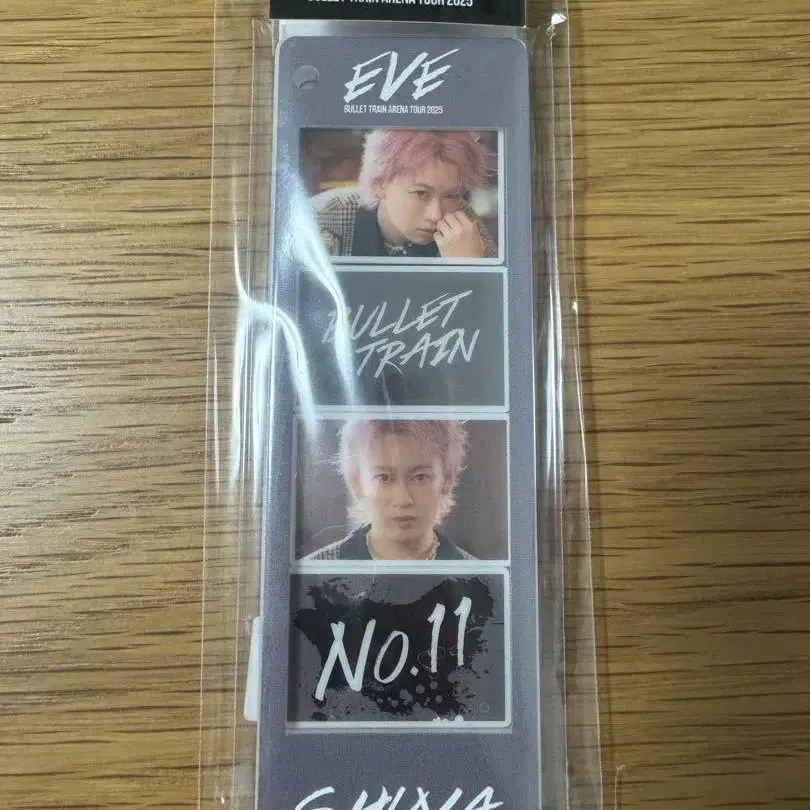 BULLET TRAIN ARENA TOUR 2025
EVE
BULLET TRAIN ARENA TOUR 2025
BULLET
TRAIN
No.11